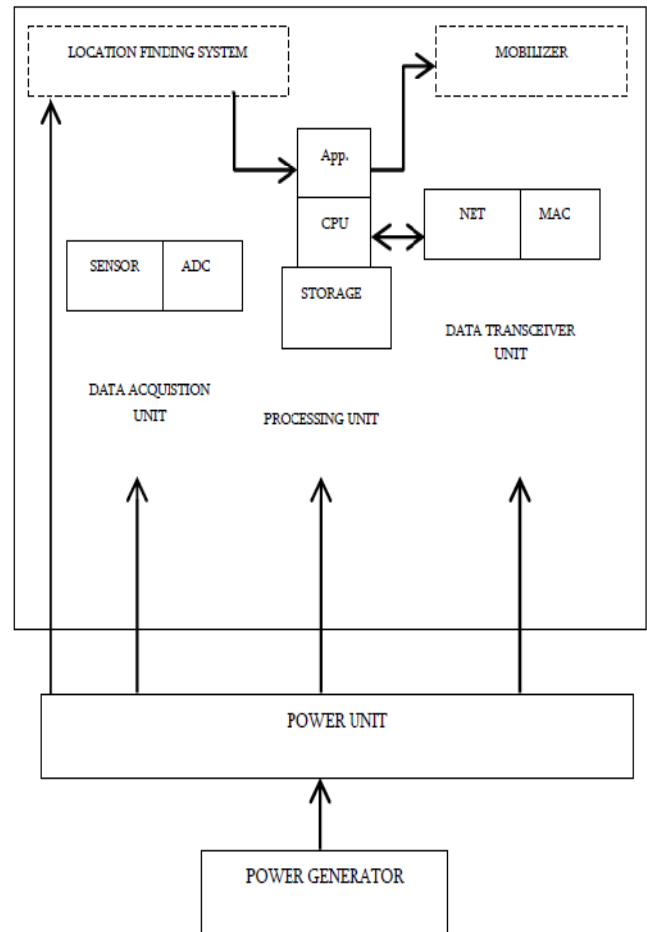 LOCATION FINDING SYSTEM
MOBILIZER
App.
CPU
NET
MAC
SENSOR
ADC
STORAGE
DATA TRANSCEIVER
UNIT
DATA ACQUISTION
UNIT
PROCESSING UNIT
POWER UNIT
POWER GENERATOR